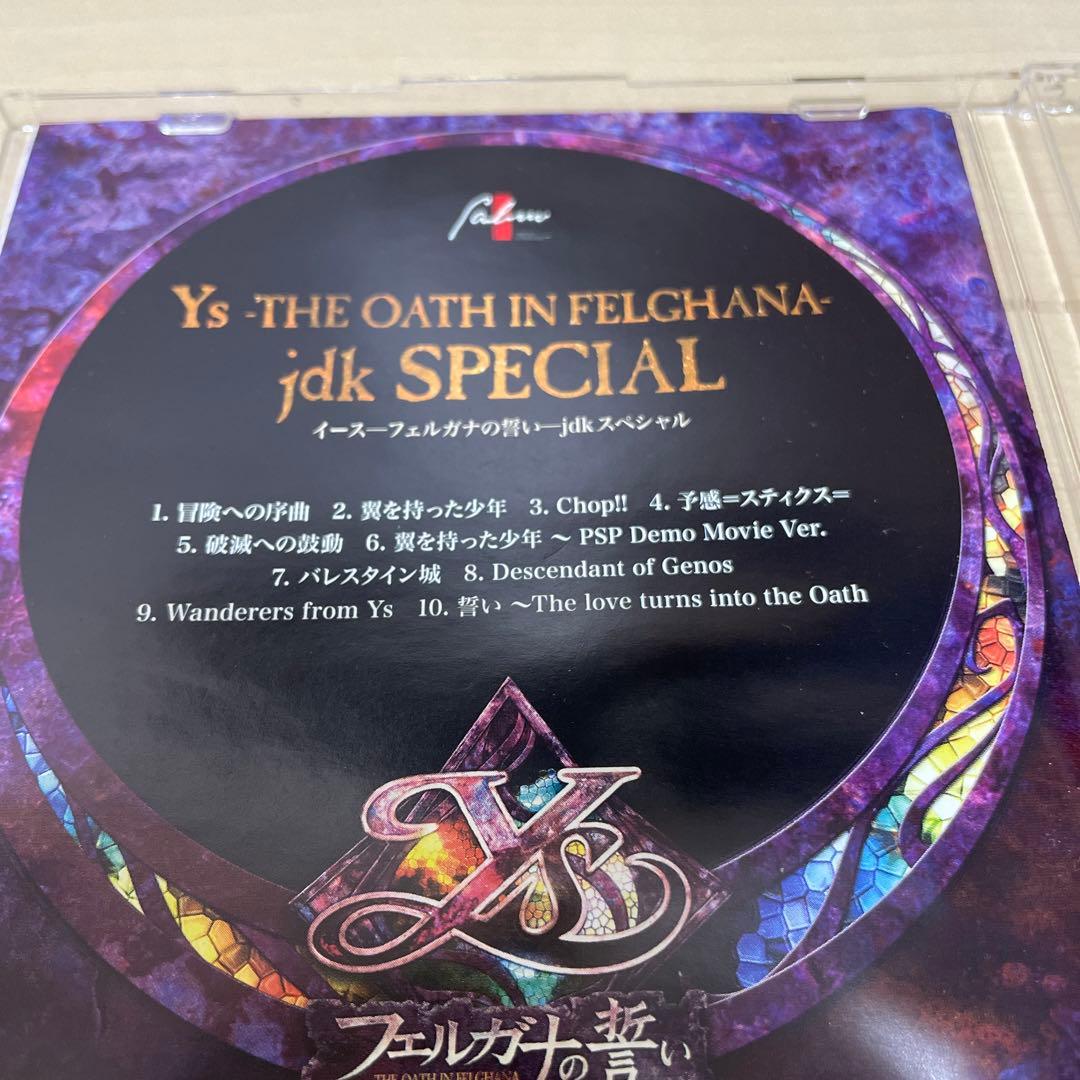 falcom
Ys -THE OATH IN FELGHANA-
jdk SPECIAL
イース―フェルガナの誓い―jdkスペシャル
1. 冒険への序曲 2. 翼を持った少年 3. Chop!! 4. 予感=スティクス=
5. 破滅への鼓動 6. 翼を持った少年 ～ PSP Demo Movie Ver.
7. バレスタイン城 8. Descendant of Genos
9. Wanderers from Ys 10. 誓い ～The love turns into the Oath
Ys
フェルガナの誓い
THE OATH IN FELGHANA